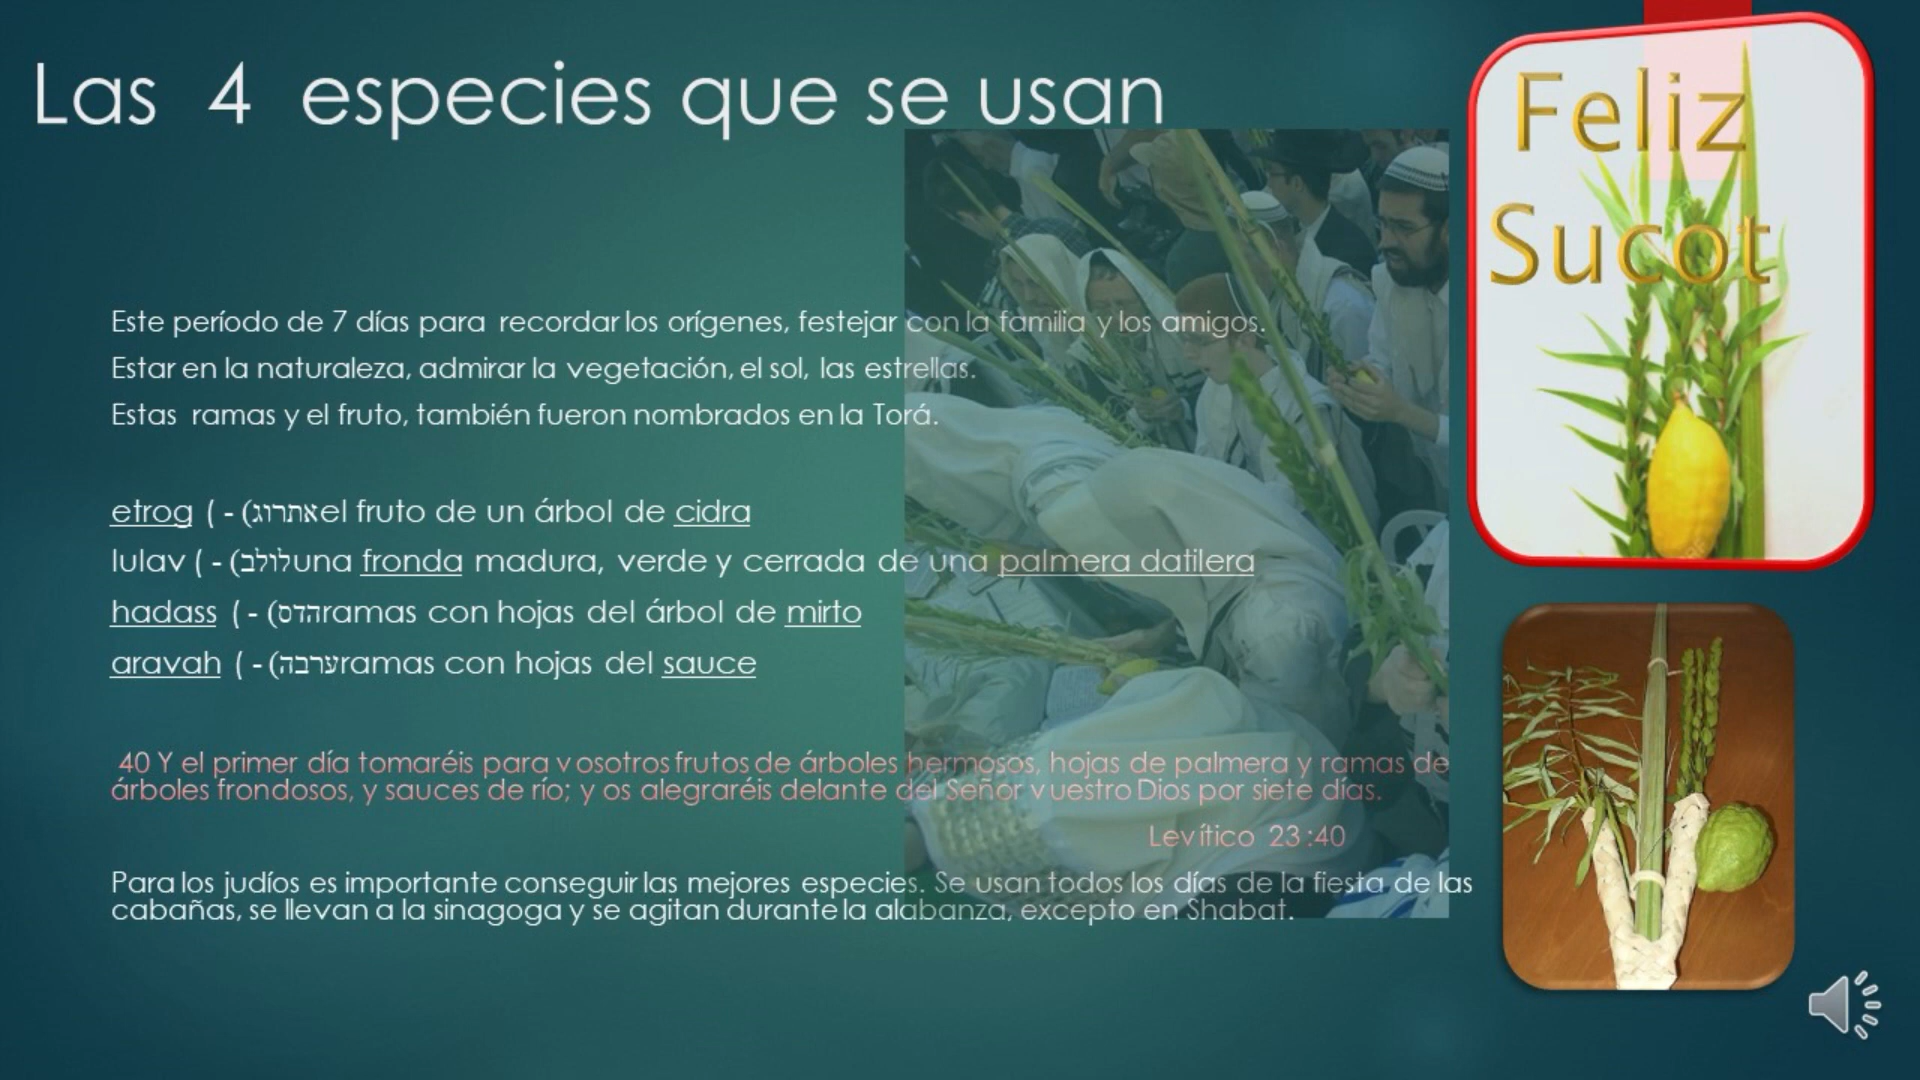 Las 4 especies que se usan
Feliz
Sucot
Este período de 7 días para recordar los orígenes, festejar con la familia y los amigos.
Estar en la naturaleza, admirar la vegetación, el sol, las estrellas.
Estas ramas y el fruto, también fueron nombrados en la Torá.
etrog ( - (אתרוגel fruto de un árbol de cidra
lulav ( - (לולבuna fronda madura, verde y cerrada de una palmera datilera
hadass ( - (הדסramas con hojas del árbol de mirto
aravah ( - (ערבהramas con hojas del sauce
40 Y el primer día tomaréis para vosotros frutos de árboles hermosos, hojas de palmera y ramas de
árboles frondosos, y sauces de río; y os alegraréis delante del Señor vuestro Dios por siete días.
Levítico 23:40
Para los judíos es importante conseguir las mejores especies. Se usan todos los días de la fiesta de las
cabañas, se llevan a la sinagoga y se agitan durante la alabanza, excepto en Shabat.